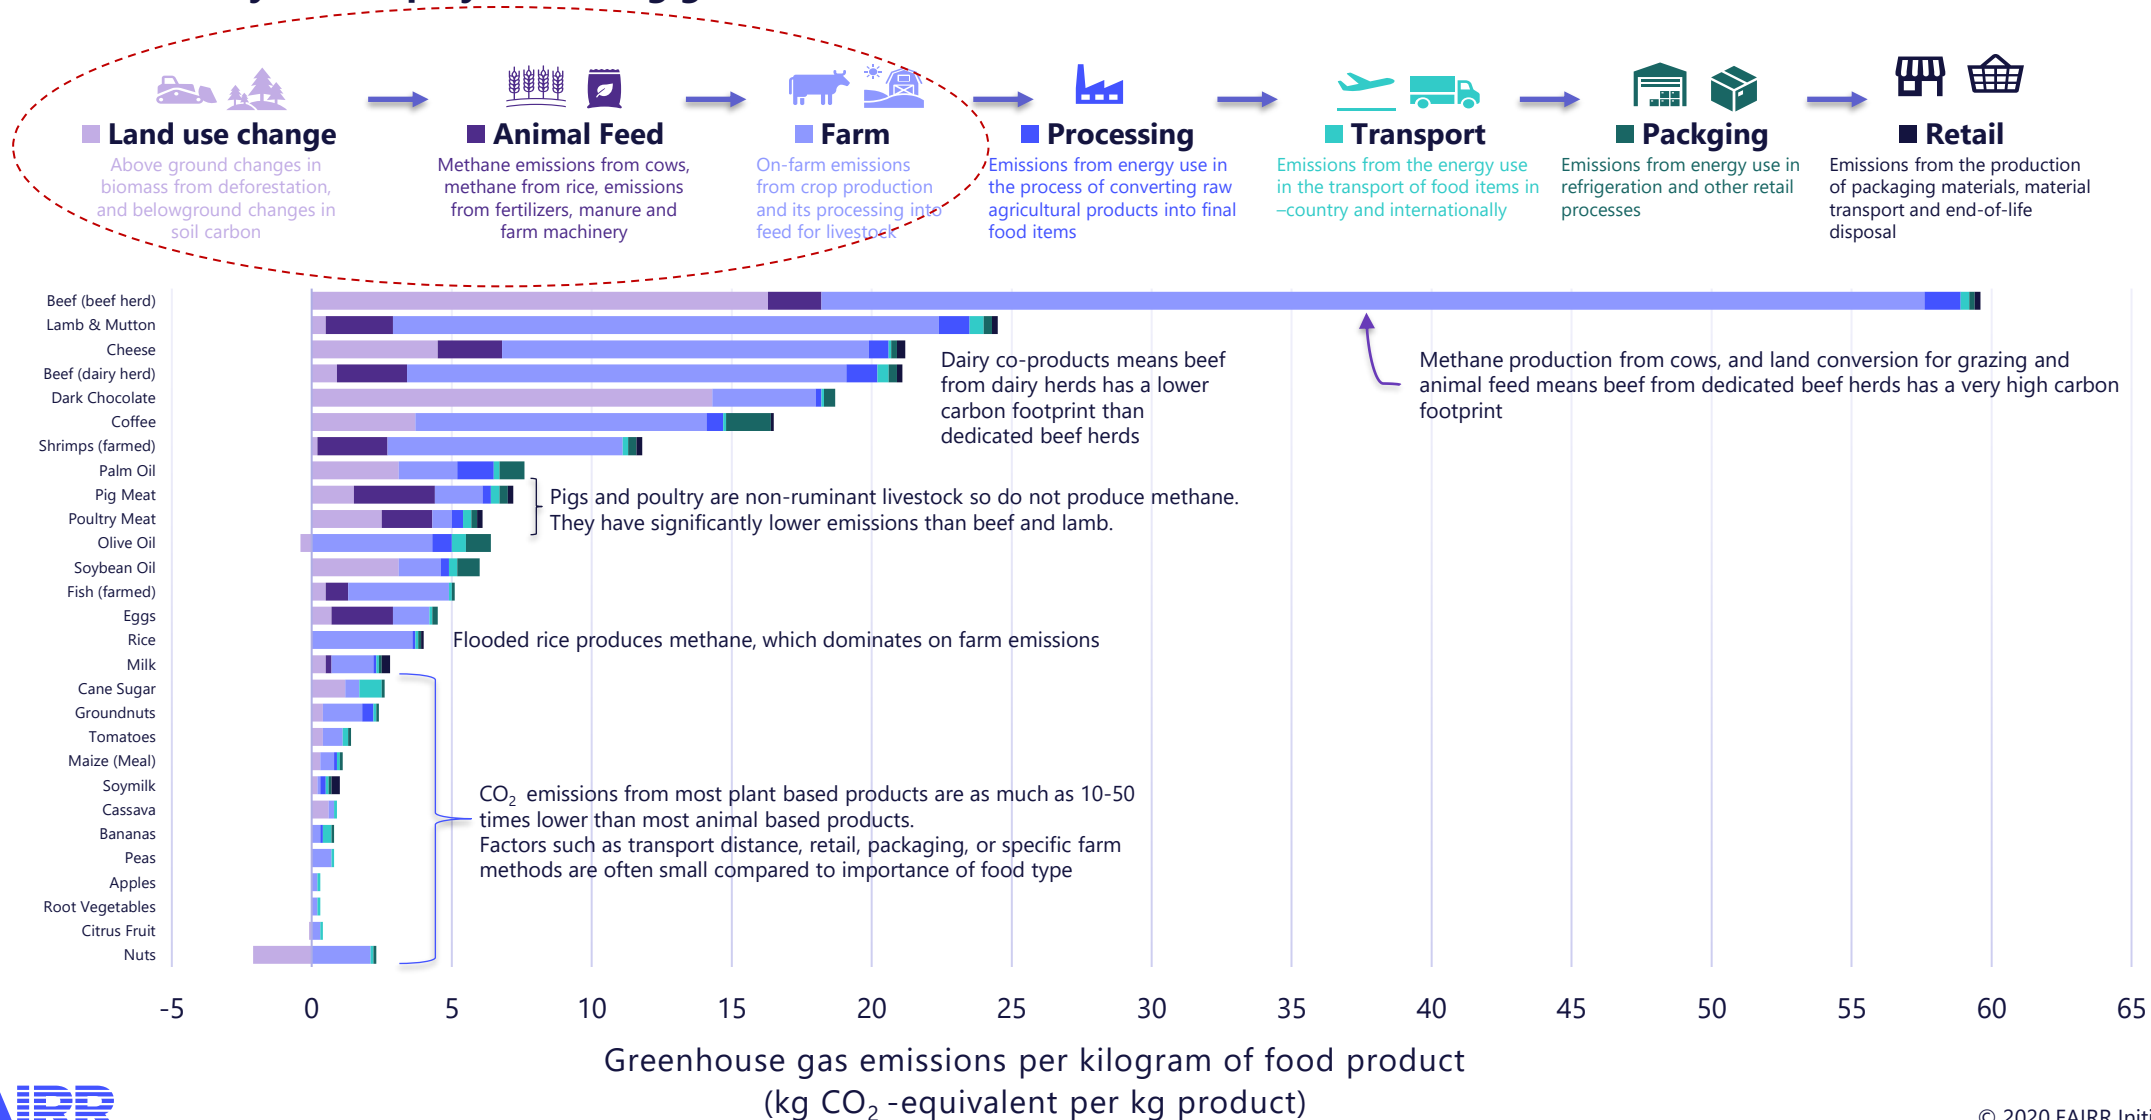 Land use change
Above ground changes in
biomass from deforestation,
and belowground changes in
soil carbon
Animal Feed
Methane emissions from cows,
methane from rice, emissions
from fertilizers, manure and
farm machinery
Farm
On-farm emissions
from crop production
and its processing into
feed for livestock
Processing
Emissions from energy use in
the process of converting raw
agricultural products into final
food items
Transport
Emissions from the energy use
in the transport of food items in
–country and internationally
Packging
Emissions from energy use in
refrigeration and other retail
processes
Retail
Emissions from the production
of packaging materials, material
transport and end-of-life
disposal
Beef (beef herd)
Lamb & Mutton
Cheese
Beef (dairy herd)
Dark Chocolate
Coffee
Shrimps (farmed)
Palm Oil
Pig Meat
Poultry Meat
Olive Oil
Soybean Oil
Fish (farmed)
Eggs
Rice
Milk
Cane Sugar
Groundnuts
Tomatoes
Maize (Meal)
Soymilk
Cassava
Bananas
Peas
Apples
Root Vegetables
Citrus Fruit
Nuts
Dairy co-products means beef
from dairy herds has a lower
carbon footprint than
dedicated beef herds
Methane production from cows, and land conversion for grazing and
animal feed means beef from dedicated beef herds has a very high carbon
footprint
Pigs and poultry are non-ruminant livestock so do not produce methane.
They have significantly lower emissions than beef and lamb.
Flooded rice produces methane, which dominates on farm emissions
CO₂ emissions from most plant based products are as much as 10-50
times lower than most animal based products.
Factors such as transport distance, retail, packaging, or specific farm
methods are often small compared to importance of food type
-5 0 5 10 15 20 25 30 35 40 45 50 55 60 65
Greenhouse gas emissions per kilogram of food product
(kg CO₂ -equivalent per kg product)
AIRR
© 2020 FAIRR Initi